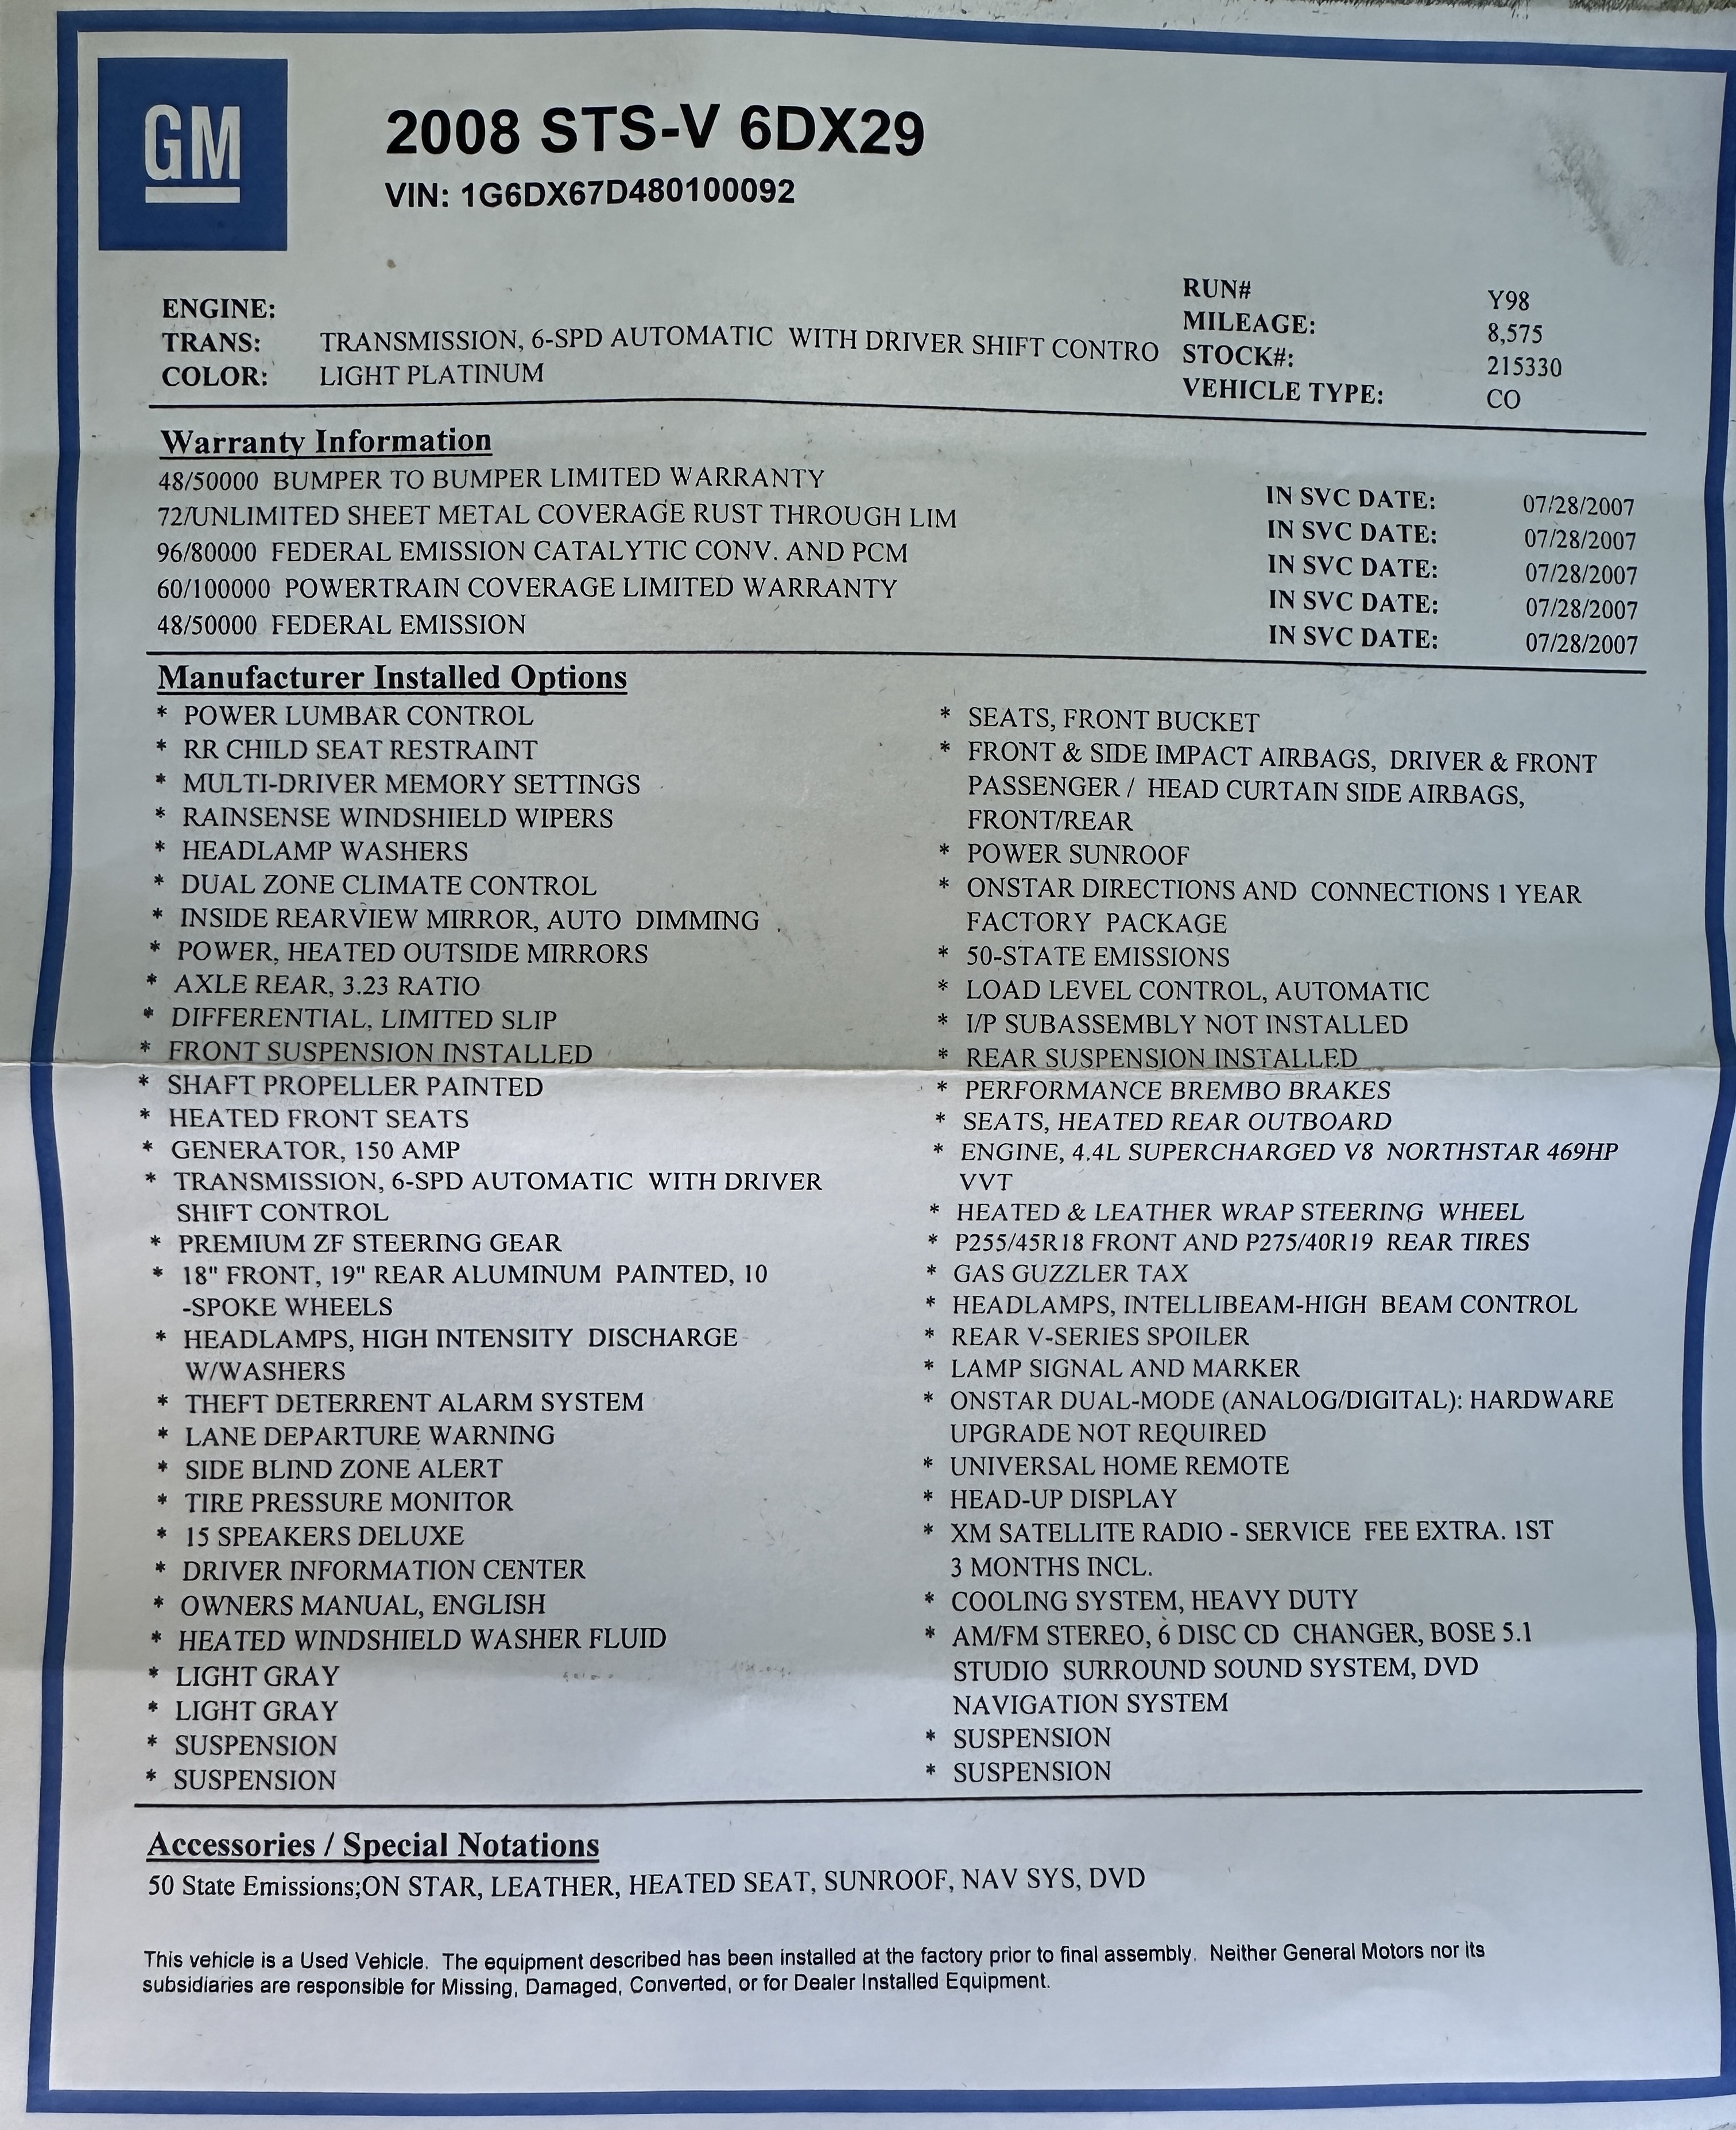 GM
2008 STS-V 6DX29
VIN: 1G6DX67D480100092
ENGINE:
TRANS: TRANSMISSION, 6-SPD AUTOMATIC WITH DRIVER SHIFT CONTRO
COLOR: LIGHT PLATINUM
RUN# Y98
MILEAGE: 8,575
STOCK#: 215330
VEHICLE TYPE: CO
Warranty Information
48/50000 BUMPER TO BUMPER LIMITED WARRANTY IN SVC DATE: 07/28/2007
72/UNLIMITED SHEET METAL COVERAGE RUST THROUGH LIM IN SVC DATE: 07/28/2007
96/80000 FEDERAL EMISSION CATALYTIC CONV. AND PCM IN SVC DATE: 07/28/2007
60/100000 POWERTRAIN COVERAGE LIMITED WARRANTY IN SVC DATE: 07/28/2007
48/50000 FEDERAL EMISSION IN SVC DATE: 07/28/2007
Manufacturer Installed Options
* POWER LUMBAR CONTROL
* RR CHILD SEAT RESTRAINT
* MULTI-DRIVER MEMORY SETTINGS
* RAINSENSE WINDSHIELD WIPERS
* HEADLAMP WASHERS
* DUAL ZONE CLIMATE CONTROL
* INSIDE REARVIEW MIRROR, AUTO DIMMING
* POWER, HEATED OUTSIDE MIRRORS
* AXLE REAR, 3.23 RATIO
* DIFFERENTIAL, LIMITED SLIP
* FRONT SUSPENSION INSTALLED
* SHAFT PROPELLER PAINTED
* HEATED FRONT SEATS
* GENERATOR, 150 AMP
* TRANSMISSION, 6-SPD AUTOMATIC WITH DRIVER
SHIFT CONTROL
* PREMIUM ZF STEERING GEAR
* 18" FRONT, 19" REAR ALUMINUM PAINTED, 10
-SPOKE WHEELS
* HEADLAMPS, HIGH INTENSITY DISCHARGE
W/WASHERS
* THEFT DETERRENT ALARM SYSTEM
* LANE DEPARTURE WARNING
* SIDE BLIND ZONE ALERT
* TIRE PRESSURE MONITOR
* 15 SPEAKERS DELUXE
* DRIVER INFORMATION CENTER
* OWNERS MANUAL, ENGLISH
* HEATED WINDSHIELD WASHER FLUID
* LIGHT GRAY
* LIGHT GRAY
* SUSPENSION
* SUSPENSION
* SEATS, FRONT BUCKET
* FRONT & SIDE IMPACT AIRBAGS, DRIVER & FRONT
PASSENGER / HEAD CURTAIN SIDE AIRBAGS,
FRONT/REAR
* POWER SUNROOF
* ONSTAR DIRECTIONS AND CONNECTIONS 1 YEAR
FACTORY PACKAGE
* 50-STATE EMISSIONS
* LOAD LEVEL CONTROL, AUTOMATIC
* I/P SUBASSEMBLY NOT INSTALLED
* REAR SUSPENSION INSTALLED
* PERFORMANCE BREMBO BRAKES
* SEATS, HEATED REAR OUTBOARD
* ENGINE, 4.4L SUPERCHARGED V8 NORTHSTAR 469HP
VVT
* HEATED & LEATHER WRAP STEERING WHEEL
* P255/45R18 FRONT AND P275/40R19 REAR TIRES
* GAS GUZZLER TAX
* HEADLAMPS, INTELLIBEAM-HIGH BEAM CONTROL
* REAR V-SERIES SPOILER
* LAMP SIGNAL AND MARKER
* ONSTAR DUAL-MODE (ANALOG/DIGITAL): HARDWARE
UPGRADE NOT REQUIRED
* UNIVERSAL HOME REMOTE
* HEAD-UP DISPLAY
* XM SATELLITE RADIO - SERVICE FEE EXTRA. 1ST
3 MONTHS INCL.
* COOLING SYSTEM, HEAVY DUTY
* AM/FM STEREO, 6 DISC CD CHANGER, BOSE 5.1
STUDIO SURROUND SOUND SYSTEM, DVD
NAVIGATION SYSTEM
* SUSPENSION
* SUSPENSION
Accessories / Special Notations
50 State Emissions;ON STAR, LEATHER, HEATED SEAT, SUNROOF, NAV SYS, DVD
This vehicle is a Used Vehicle. The equipment described has been installed at the factory prior to final assembly. Neither General Motors nor its
subsidiaries are responsible for Missing, Damaged, Converted, or for Dealer Installed Equipment.